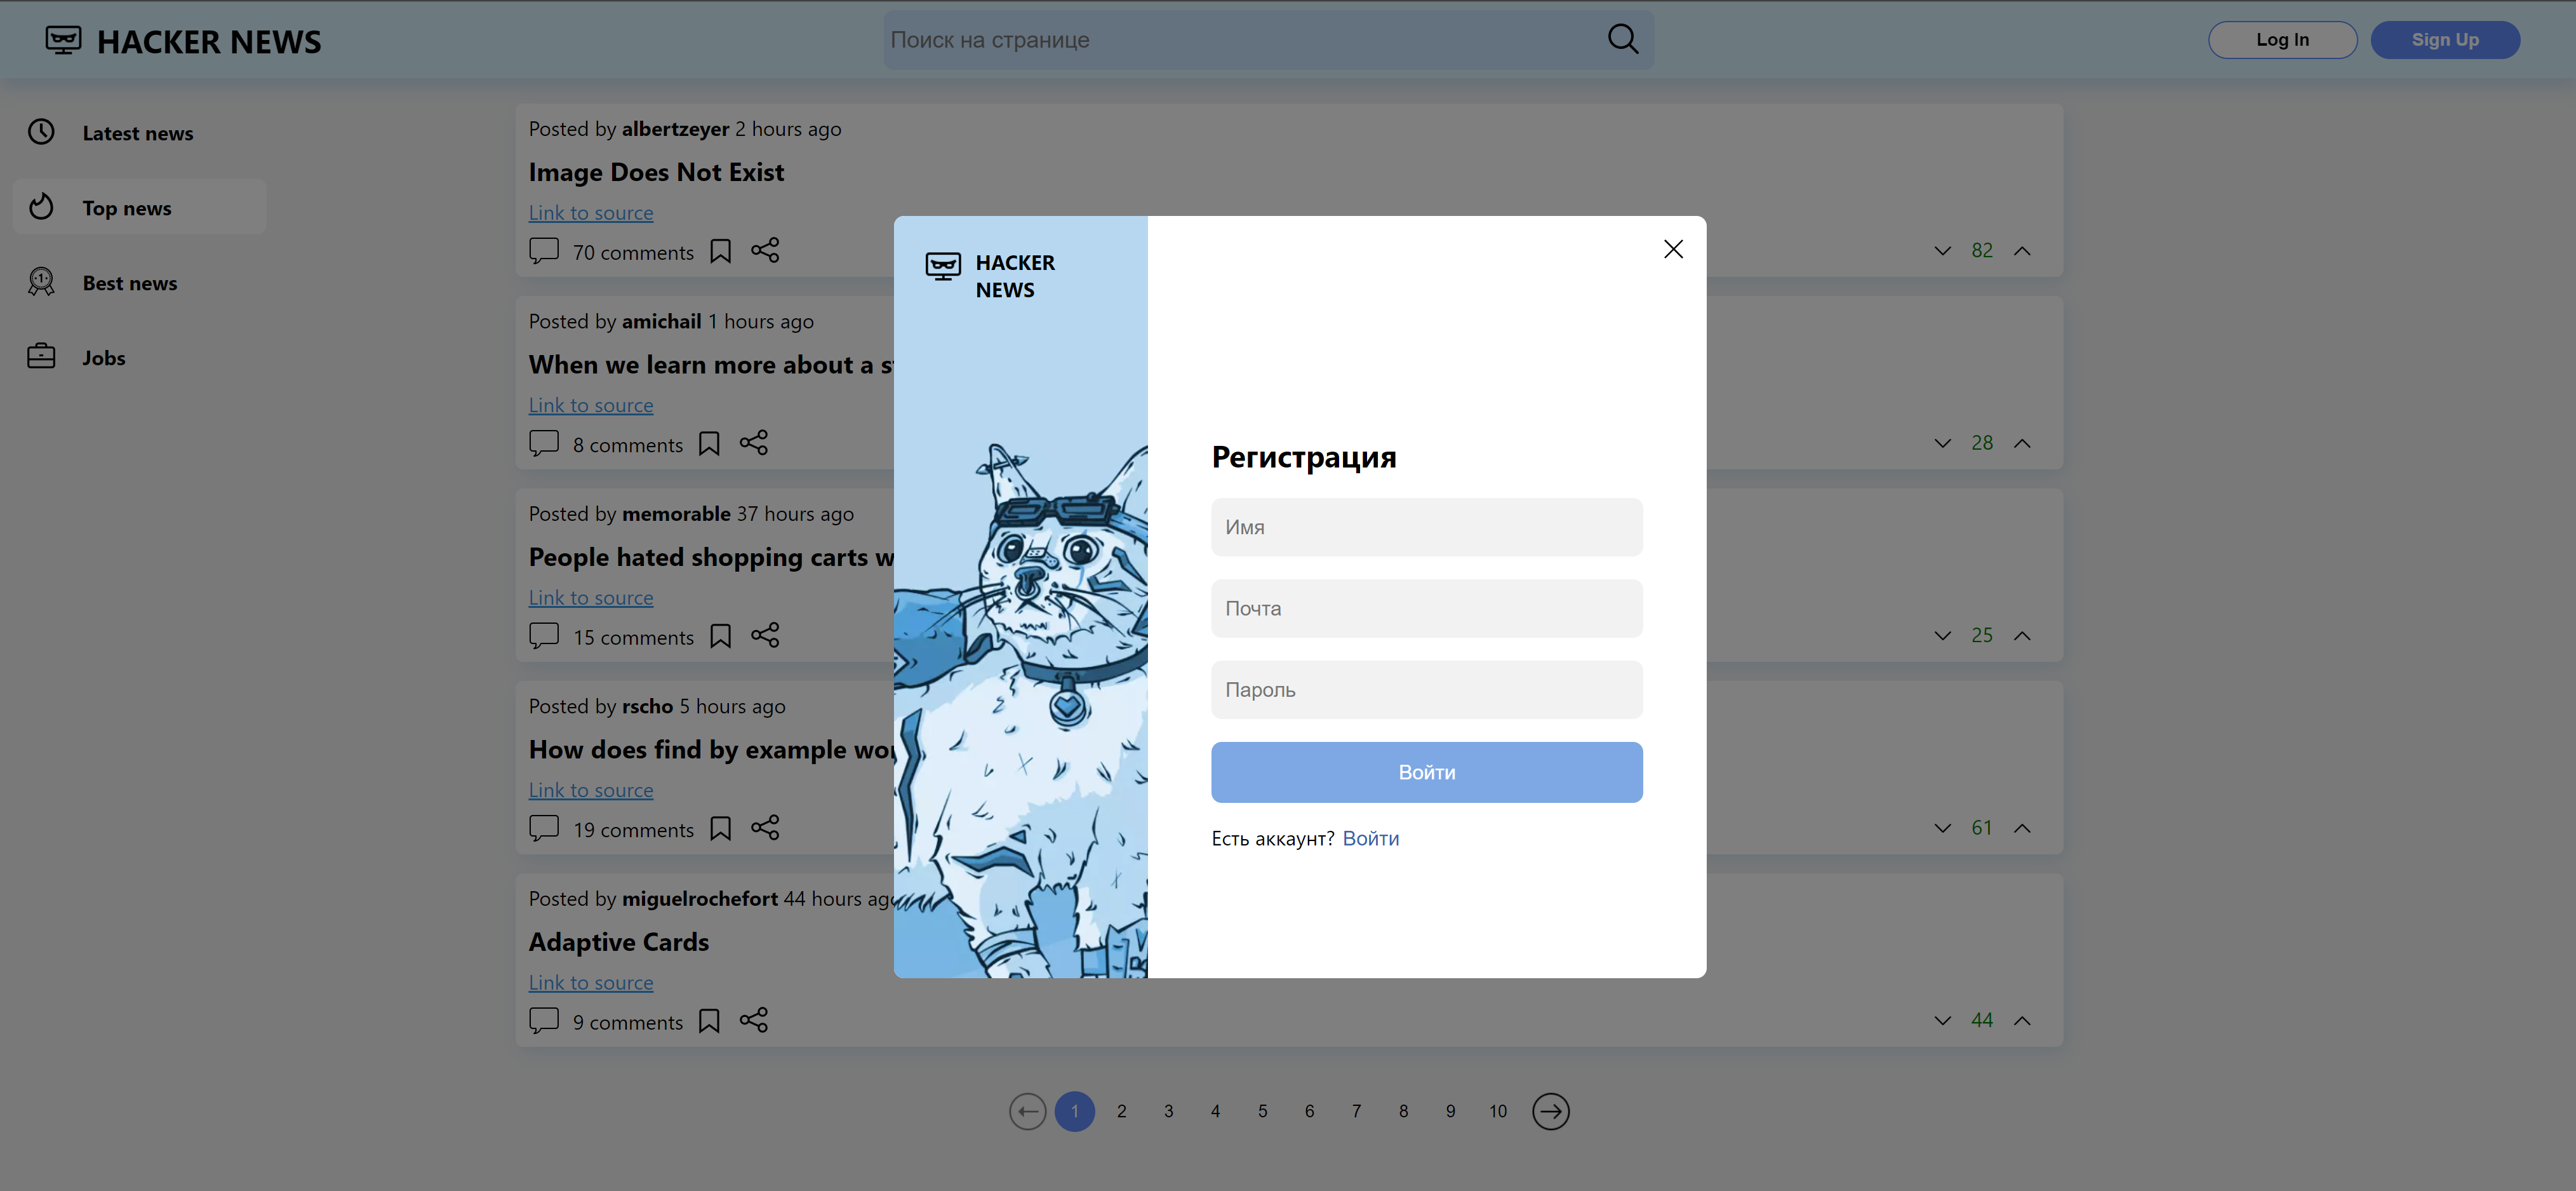 HACKER NEWS
Поиск на странице
Log In
Sign Up
Latest news
Top news
Best news
Jobs
Posted by albertzeyer 2 hours ago
Image Does Not Exist
Link to source
70 comments
82
Posted by amichail 1 hours ago
When we learn more about a
Link to source
8 comments
28
Posted by memorable 37 hours ago
People hated shopping carts
Link to source
15 comments
25
Posted by rscho 5 hours ago
How does find by example
Link to source
19 comments
61
Posted by miguelrochefort 44 hours ago
Adaptive Cards
Link to source
9 comments
44
1 2 3 4 5 6 7 8 9 10
HACKER
NEWS
Регистрация
Имя
Почта
Пароль
Войти
Есть аккаунт? Войти